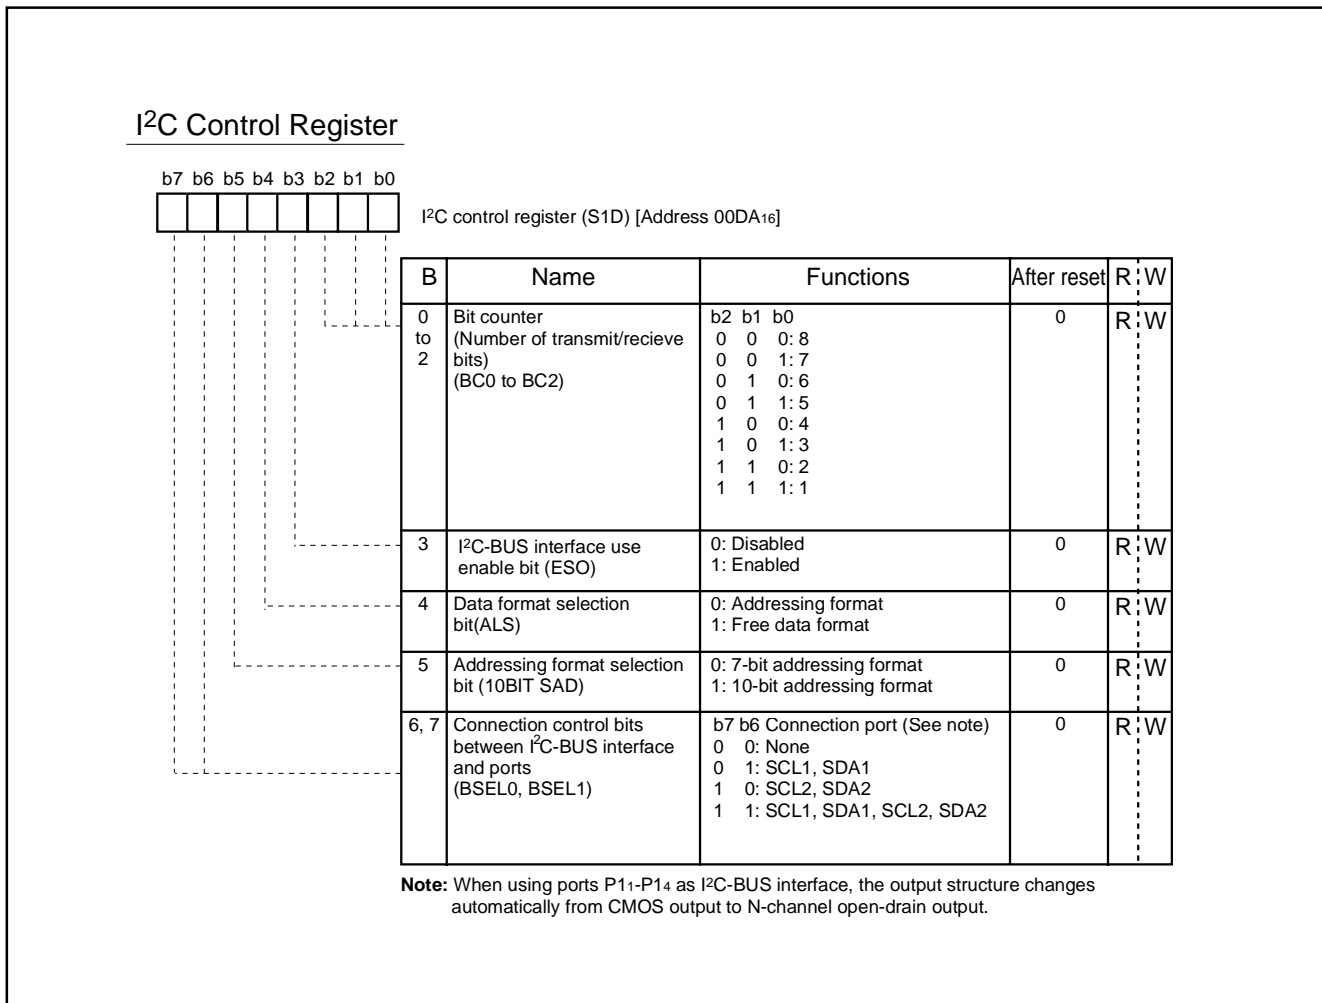 I2C Control Register
b7 b6 b5 b4 b3 b2 b1 b0
I2C control register (S1D) [Address 00DA16]
B Name Functions After reset R W
0 to 2
Bit counter
(Number of transmit/recieve
bits)
(BC0 to BC2)
b2 b1 b0
0 0 0: 8
0 0 1: 7
0 1 0: 6
0 1 1: 5
1 0 0: 4
1 0 1: 3
1 1 0: 2
1 1 1: 1
0 R W
3
I2C-BUS interface use
enable bit (ESO)
0: Disabled
1: Enabled
0 R W
4
Data format selection
bit(ALS)
0: Addressing format
1: Free data format
0 R W
5
Addressing format selection
bit (10BIT SAD)
0: 7-bit addressing format
1: 10-bit addressing format
0 R W
6, 7
Connection control bits
between I2C-BUS interface
and ports
(BSEL0, BSEL1)
b7 b6 Connection port (See note)
0 0: None
0 1: SCL1, SDA1
1 0: SCL2, SDA2
1 1: SCL1, SDA1, SCL2, SDA2
0 R W
Note: When using ports P11-P14 as I2C-BUS interface, the output structure changes
automatically from CMOS output to N-channel open-drain output.